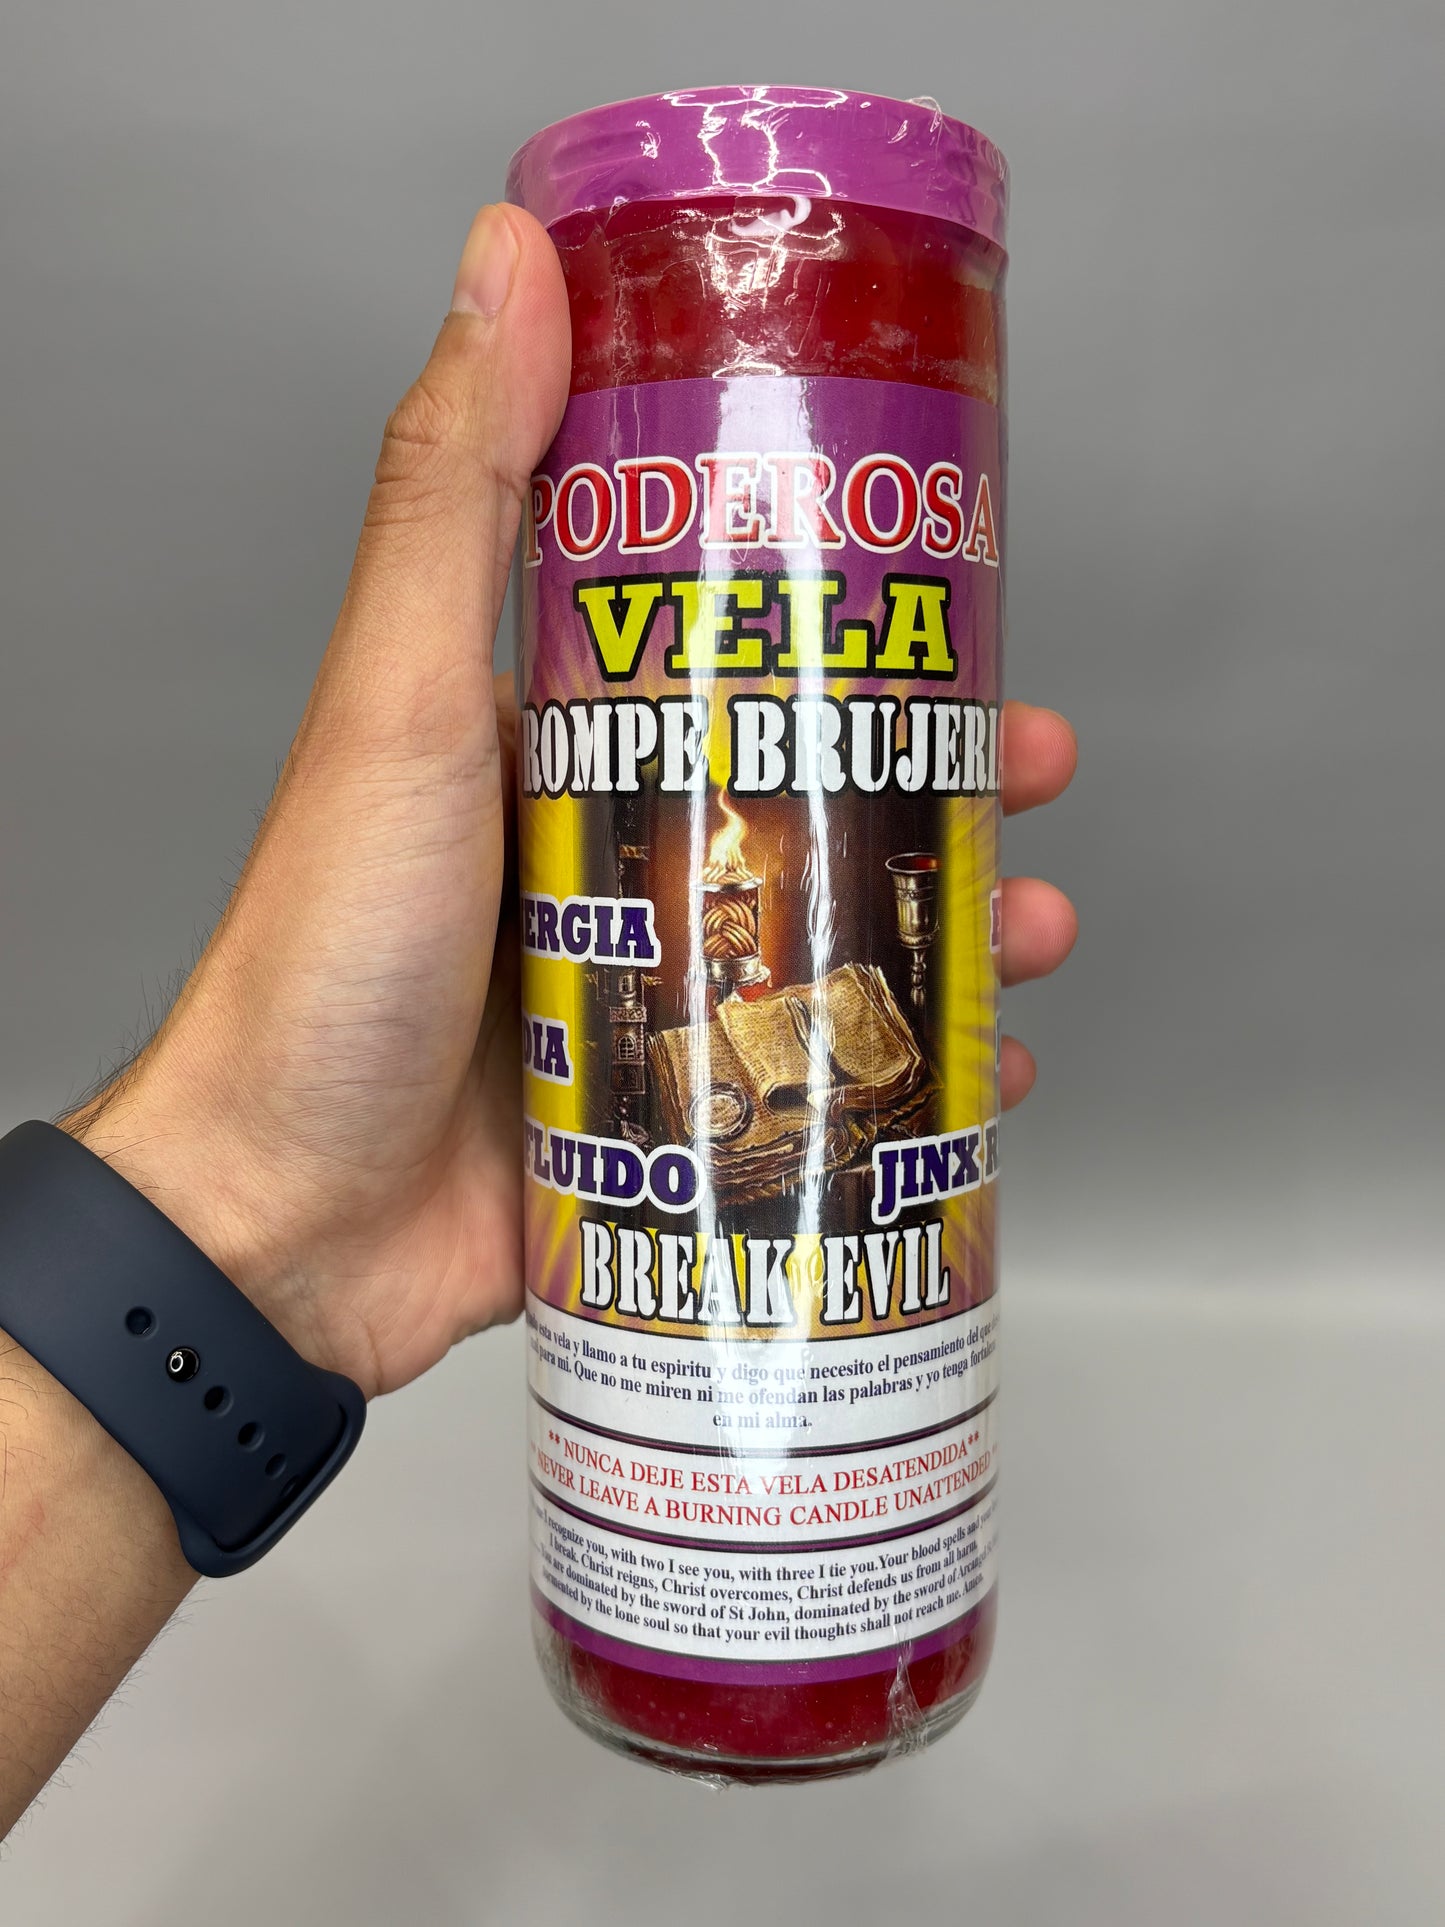 PODEROSA
VELA
ROMPE BRUJERIA
ERGIA
DIA
FLUIDO
JINX
BREAK EVIL
esta vela y llamo a tu espiritu y digo que necesito el pensamiento del que
para mi. Que no me miren ni me ofendan las palabras y yo tenga
en mi alma.
** NUNCA DEJE ESTA VELA DESATENDIDA**
NEVER LEAVE A BURNING CANDLE UNATTENDED
I recognize you, with two I see you, with three I tie you. Your blood spells and
I break. Christ reigns, Christ overcomes, Christ defends us from all harm.
You are dominated by the sword of St John, dominated by the sword of
tormented by the lone soul so that your evil thoughts shall not reach me. Amen.